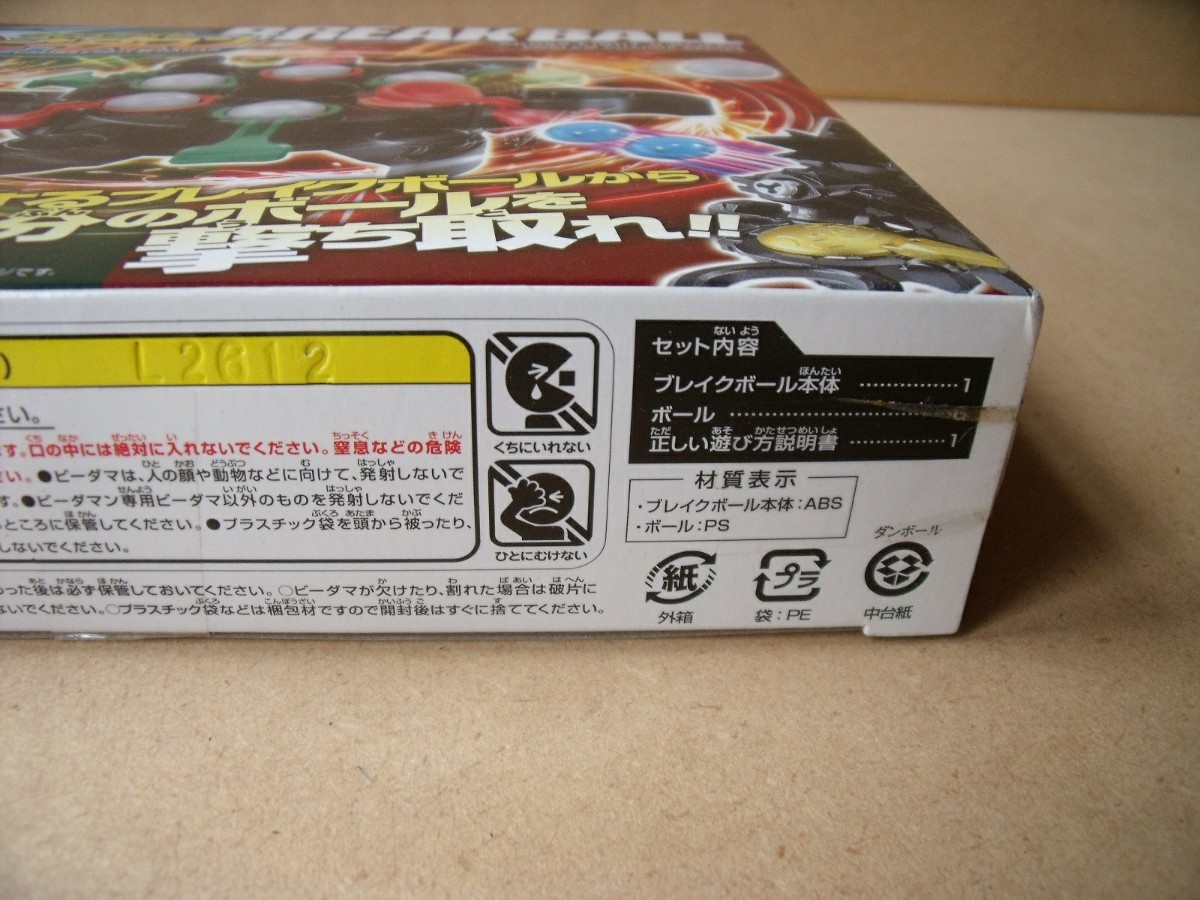 BREAK BALL
するブレイクボールから
分のボールを
撃ち取れ!!
ンです。
)
L2612
さい。
ます。口の中には絶対に入れないでください。窒息などの危険
さい。●ビーダマは、人の顔や動物などに向けて、発射しないで
す。●ビーダマン専用ビーダマ以外のものを発射しないでくだ
ところに保管してください。●プラスチック袋を頭から被ったり、
しないでください。
った後は必ず保管しておいてください。○ビーダマが欠けたり、割れた場合は破片に
ください。○プラスチック袋などは梱包材ですので開封後はすぐに捨ててください。
くちにいれない
ひとにむけない
セット内容
ブレイクボール本体 …………… 1
ボール …………………… 6
正しい遊び方説明書 …………… 1
材質表示
・ブレイクボール本体：ABS
・ボール：PS
紙
外箱
プラ
袋：PE
ダンボール
中台紙